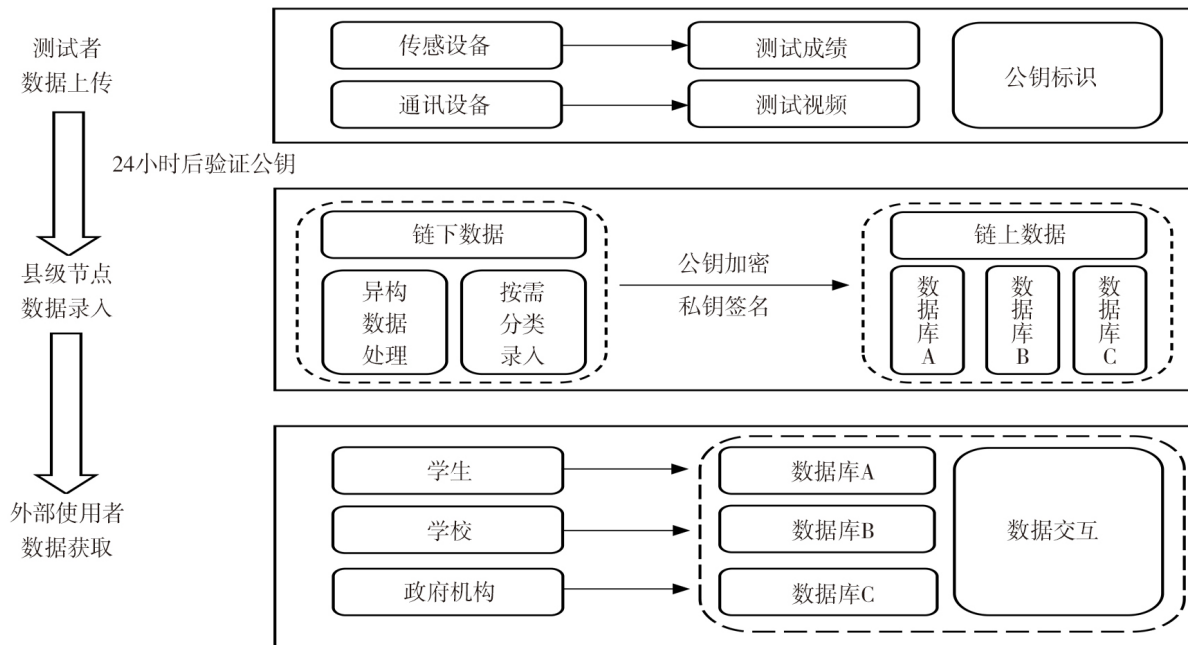 测试者
数据上传
24小时后验证公钥
县级节点
数据录入
外部使用者
数据获取
传感设备
测试成绩
通讯设备
测试视频
公钥标识
链下数据
异构
数据
处理
按需
分类
录入
公钥加密
私钥签名
链上数据
数
据
库
A
数
据
库
B
数
据
库
C
学生
数据库A
学校
数据库B
政府机构
数据库C
数据交互